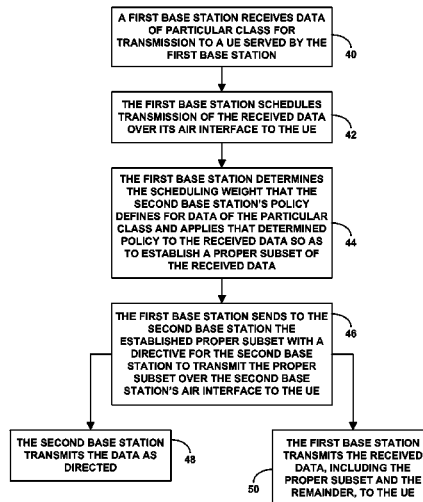 A FIRST BASE STATION RECEIVES DATA
OF PARTICULAR CLASS FOR
TRANSMISSION TO A UE SERVED BY THE
FIRST BASE STATION
40
THE FIRST BASE STATION SCHEDULES
TRANSMISSION OF THE RECEIVED DATA
OVER ITS AIR INTERFACE TO THE UE
42
THE FIRST BASE STATION DETERMINES
THE SCHEDULING WEIGHT THAT THE
SECOND BASE STATION'S POLICY
DEFINES FOR DATA OF THE PARTICULAR
CLASS AND APPLIES THAT DETERMINED
POLICY TO THE RECEIVED DATA SO AS
TO ESTABLISH A PROPER SUBSET OF
THE RECEIVED DATA
44
THE FIRST BASE STATION SENDS TO THE
SECOND BASE STATION THE
ESTABLISHED PROPER SUBSET WITH A
DIRECTIVE FOR THE SECOND BASE
STATION TO TRANSMIT THE PROPER
SUBSET OVER THE SECOND BASE
STATION'S AIR INTERFACE TO THE UE
46
THE SECOND BASE STATION
TRANSMITS THE DATA AS
DIRECTED
48
THE FIRST BASE STATION
TRANSMITS THE RECEIVED
DATA, INCLUDING THE
PROPER SUBSET AND THE
REMAINDER, TO THE UE
50